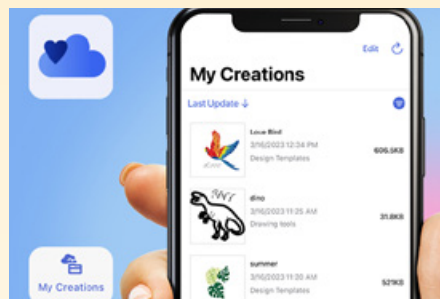 Edit
My Creations
Last Update ↓
Love Bird
3/16/2023 12:34 PM
Design Templates
606.5KB
RAW
dino
3/16/2023 11:25 AM
Drawing tools
31.8KB
summer
3/16/2023 11:20 AM
Design Templates
521KB
My Creations